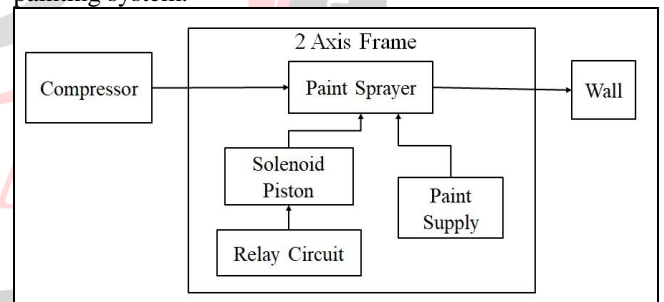 painting system.
2 Axis Frame
Compressor
Paint Sprayer
Wall
Solenoid
Piston
Paint
Supply
Relay Circuit